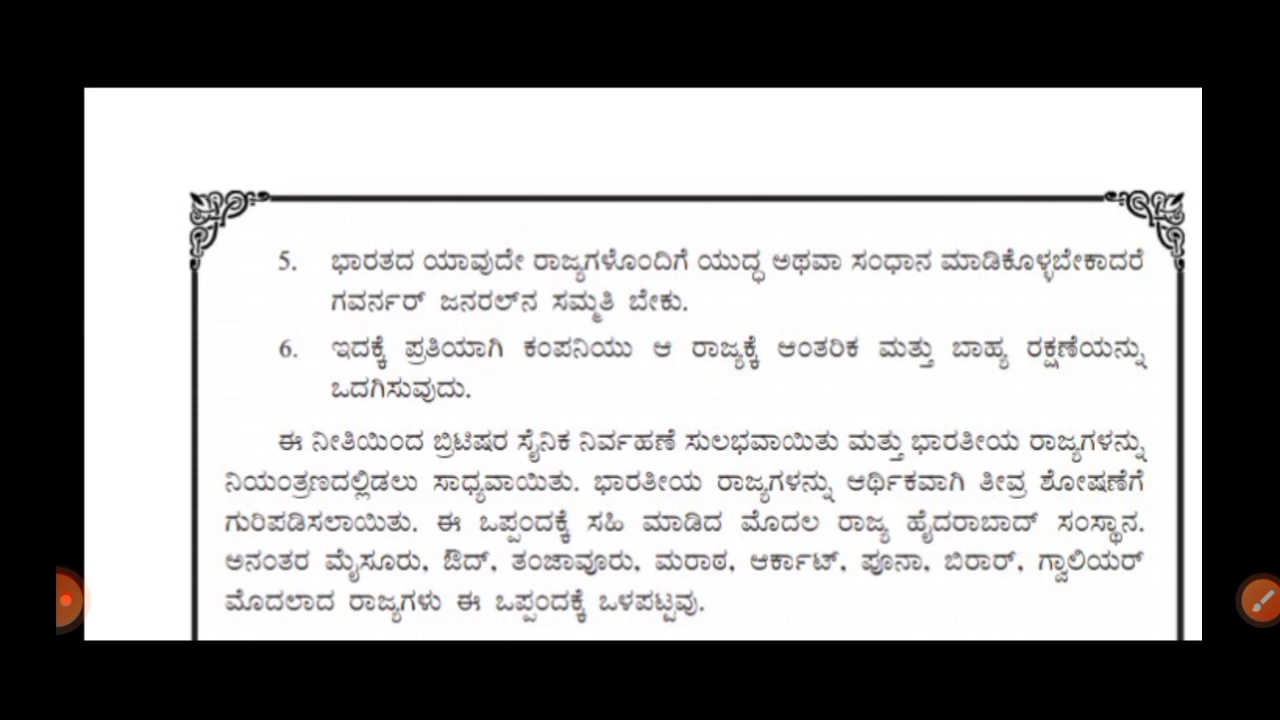 5. ಭಾರತದ ಯಾವುದೇ ರಾಜ್ಯಗಳೊಂದಿಗೆ ಯುದ್ಧ ಅಥವಾ ಸಂಧಾನ ಮಾಡಿಕೊಳ್ಳಬೇಕಾದರೆ
ಗವರ್ನರ್ ಜನರಲ್‌ನ ಸಮ್ಮತಿ ಬೇಕು.
6. ಇದಕ್ಕೆ ಪ್ರತಿಯಾಗಿ ಕಂಪನಿಯು ಆ ರಾಜ್ಯಕ್ಕೆ ಆಂತರಿಕ ಮತ್ತು ಬಾಹ್ಯ ರಕ್ಷಣೆಯನ್ನು
ಒದಗಿಸುವುದು.
ಈ ನೀತಿಯಿಂದ ಬ್ರಿಟಿಷರ ಸೈನಿಕ ನಿರ್ವಹಣೆ ಸುಲಭವಾಯಿತು ಮತ್ತು ಭಾರತೀಯ ರಾಜ್ಯಗಳನ್ನು
ನಿಯಂತ್ರಣದಲ್ಲಿಡಲು ಸಾಧ್ಯವಾಯಿತು. ಭಾರತೀಯ ರಾಜ್ಯಗಳನ್ನು ಆರ್ಥಿಕವಾಗಿ ತೀವ್ರ ಶೋಷಣೆಗೆ
ಗುರಿಪಡಿಸಲಾಯಿತು. ಈ ಒಪ್ಪಂದಕ್ಕೆ ಸಹಿ ಮಾಡಿದ ಮೊದಲ ರಾಜ್ಯ ಹೈದರಾಬಾದ್ ಸಂಸ್ಥಾನ.
ಅನಂತರ ಮೈಸೂರು, ಔದ್, ತಂಜಾವೂರು, ಮರಾಠ, ಆರ್ಕಾಟ್, ಪೂನಾ, ಬಿರಾರ್, ಗ್ವಾಲಿಯರ್
ಮೊದಲಾದ ರಾಜ್ಯಗಳು ಈ ಒಪ್ಪಂದಕ್ಕೆ ಒಳಪಟ್ಟವು.